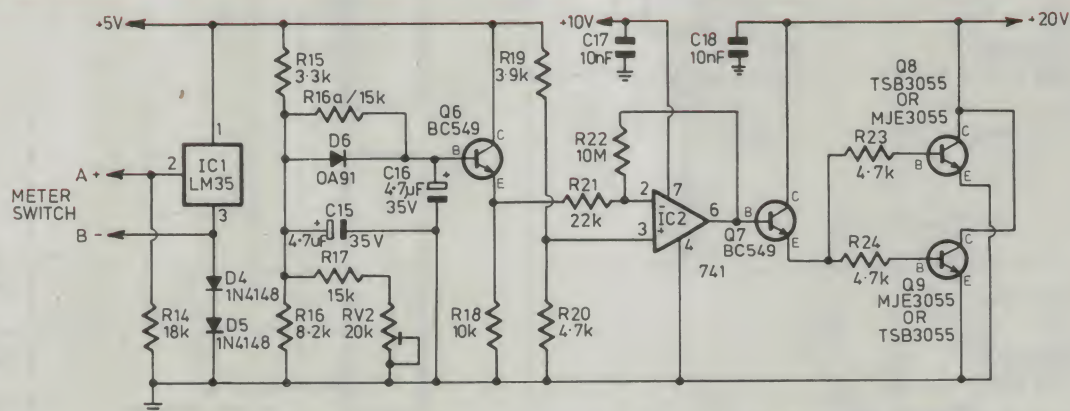 +5V
+10V
+20V
R15
3.3k
R16a/15k
D6
OA91
C16
4.7µF
35V
Q6
BC549
B
C
E
R19
3.9k
C17
10nF
C18
10nF
Q8
TSB3055
OR
MJE3055
1
2
IC1
LM35
3
A +
METER
SWITCH
B -
R22
10M
R21
22k
2
-
+
3
7
IC2
6
4
741
B
C
E
Q7
BC549
R23
4.7k
B
C
E
R24
4.7k
B
C
E
Q9
MJE3055
OR
TSB3055
+
C15
4.7uF
35V
R17
15k
D4
1N4148
D5
1N4148
R14
18k
R16
8.2k
RV2
20k
R18
10k
R20
4.7k
+